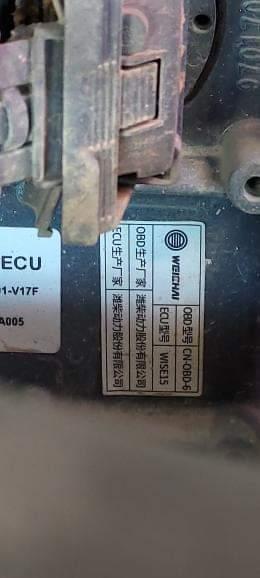 ECU
1-V17F
A005
WEICHAI
OBD型号 CN-OBD-6
ECU型号 WISE15
OBD生产厂家 潍柴动力股份有限公司
ECU生产厂家 潍柴动力股份有限公司